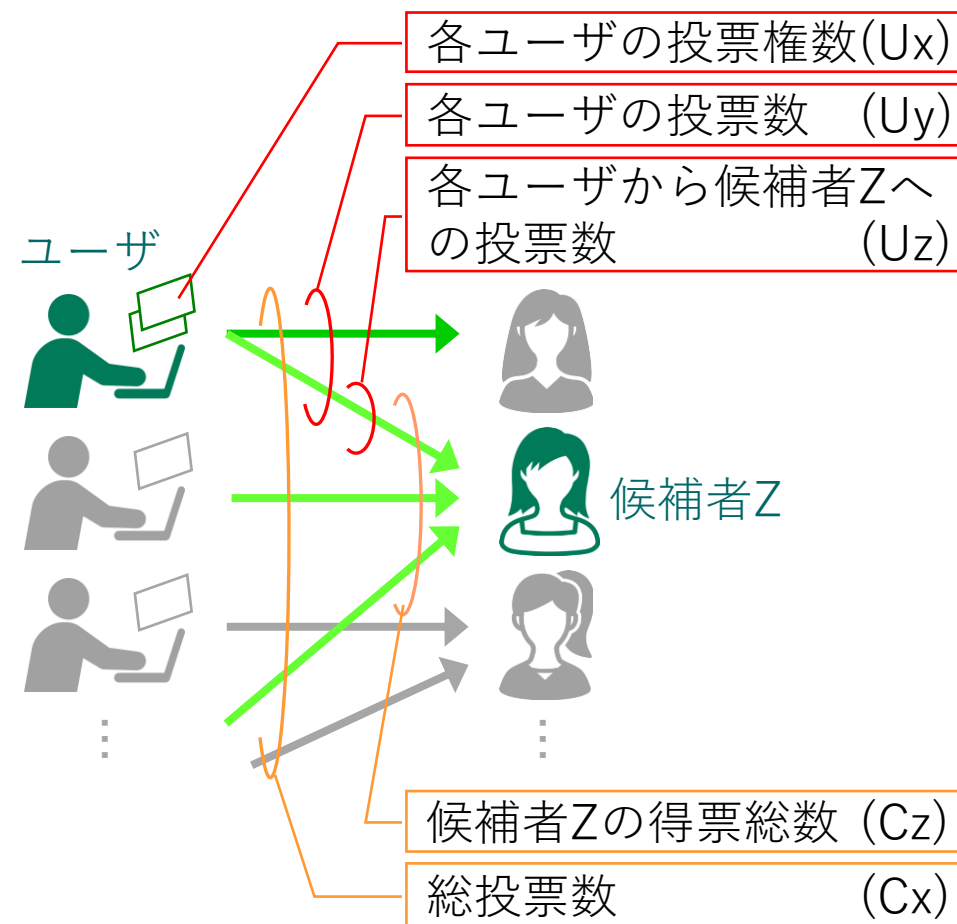 各ユーザの投票権数(Ux)
各ユーザの投票数 (Uy)
各ユーザから候補者Zへ
の投票数 (Uz)
ユーザ
候補者Z
⋮
⋮
候補者Zの得票総数 (Cz)
総投票数 (Cx)